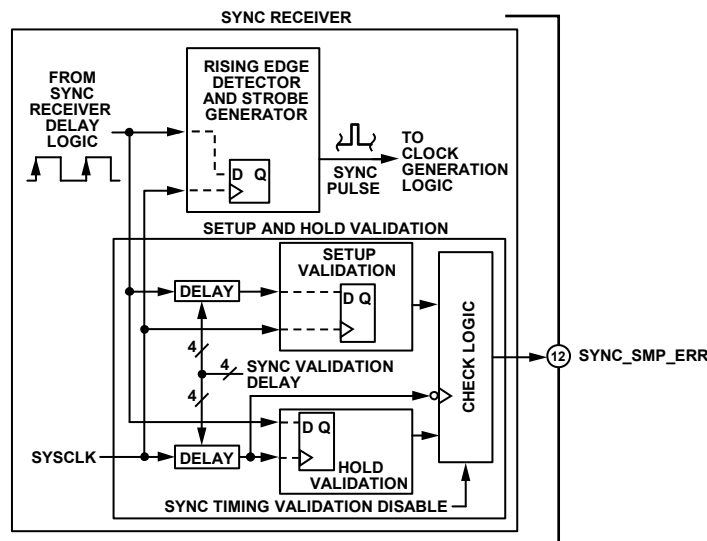 SYNC RECEIVER
FROM
SYNC
RECEIVER
DELAY
LOGIC
RISING EDGE
DETECTOR
AND STROBE
GENERATOR
D Q
SYNC
PULSE
TO
CLOCK
GENERATION
LOGIC
SETUP AND HOLD VALIDATION
SETUP
VALIDATION
D Q
DELAY
4
4
SYNC VALIDATION
DELAY
4
CHECK LOGIC
12
SYNC_SMP_ERR
D Q
SYSCLK
DELAY
HOLD
VALIDATION
SYNC TIMING VALIDATION DISABLE